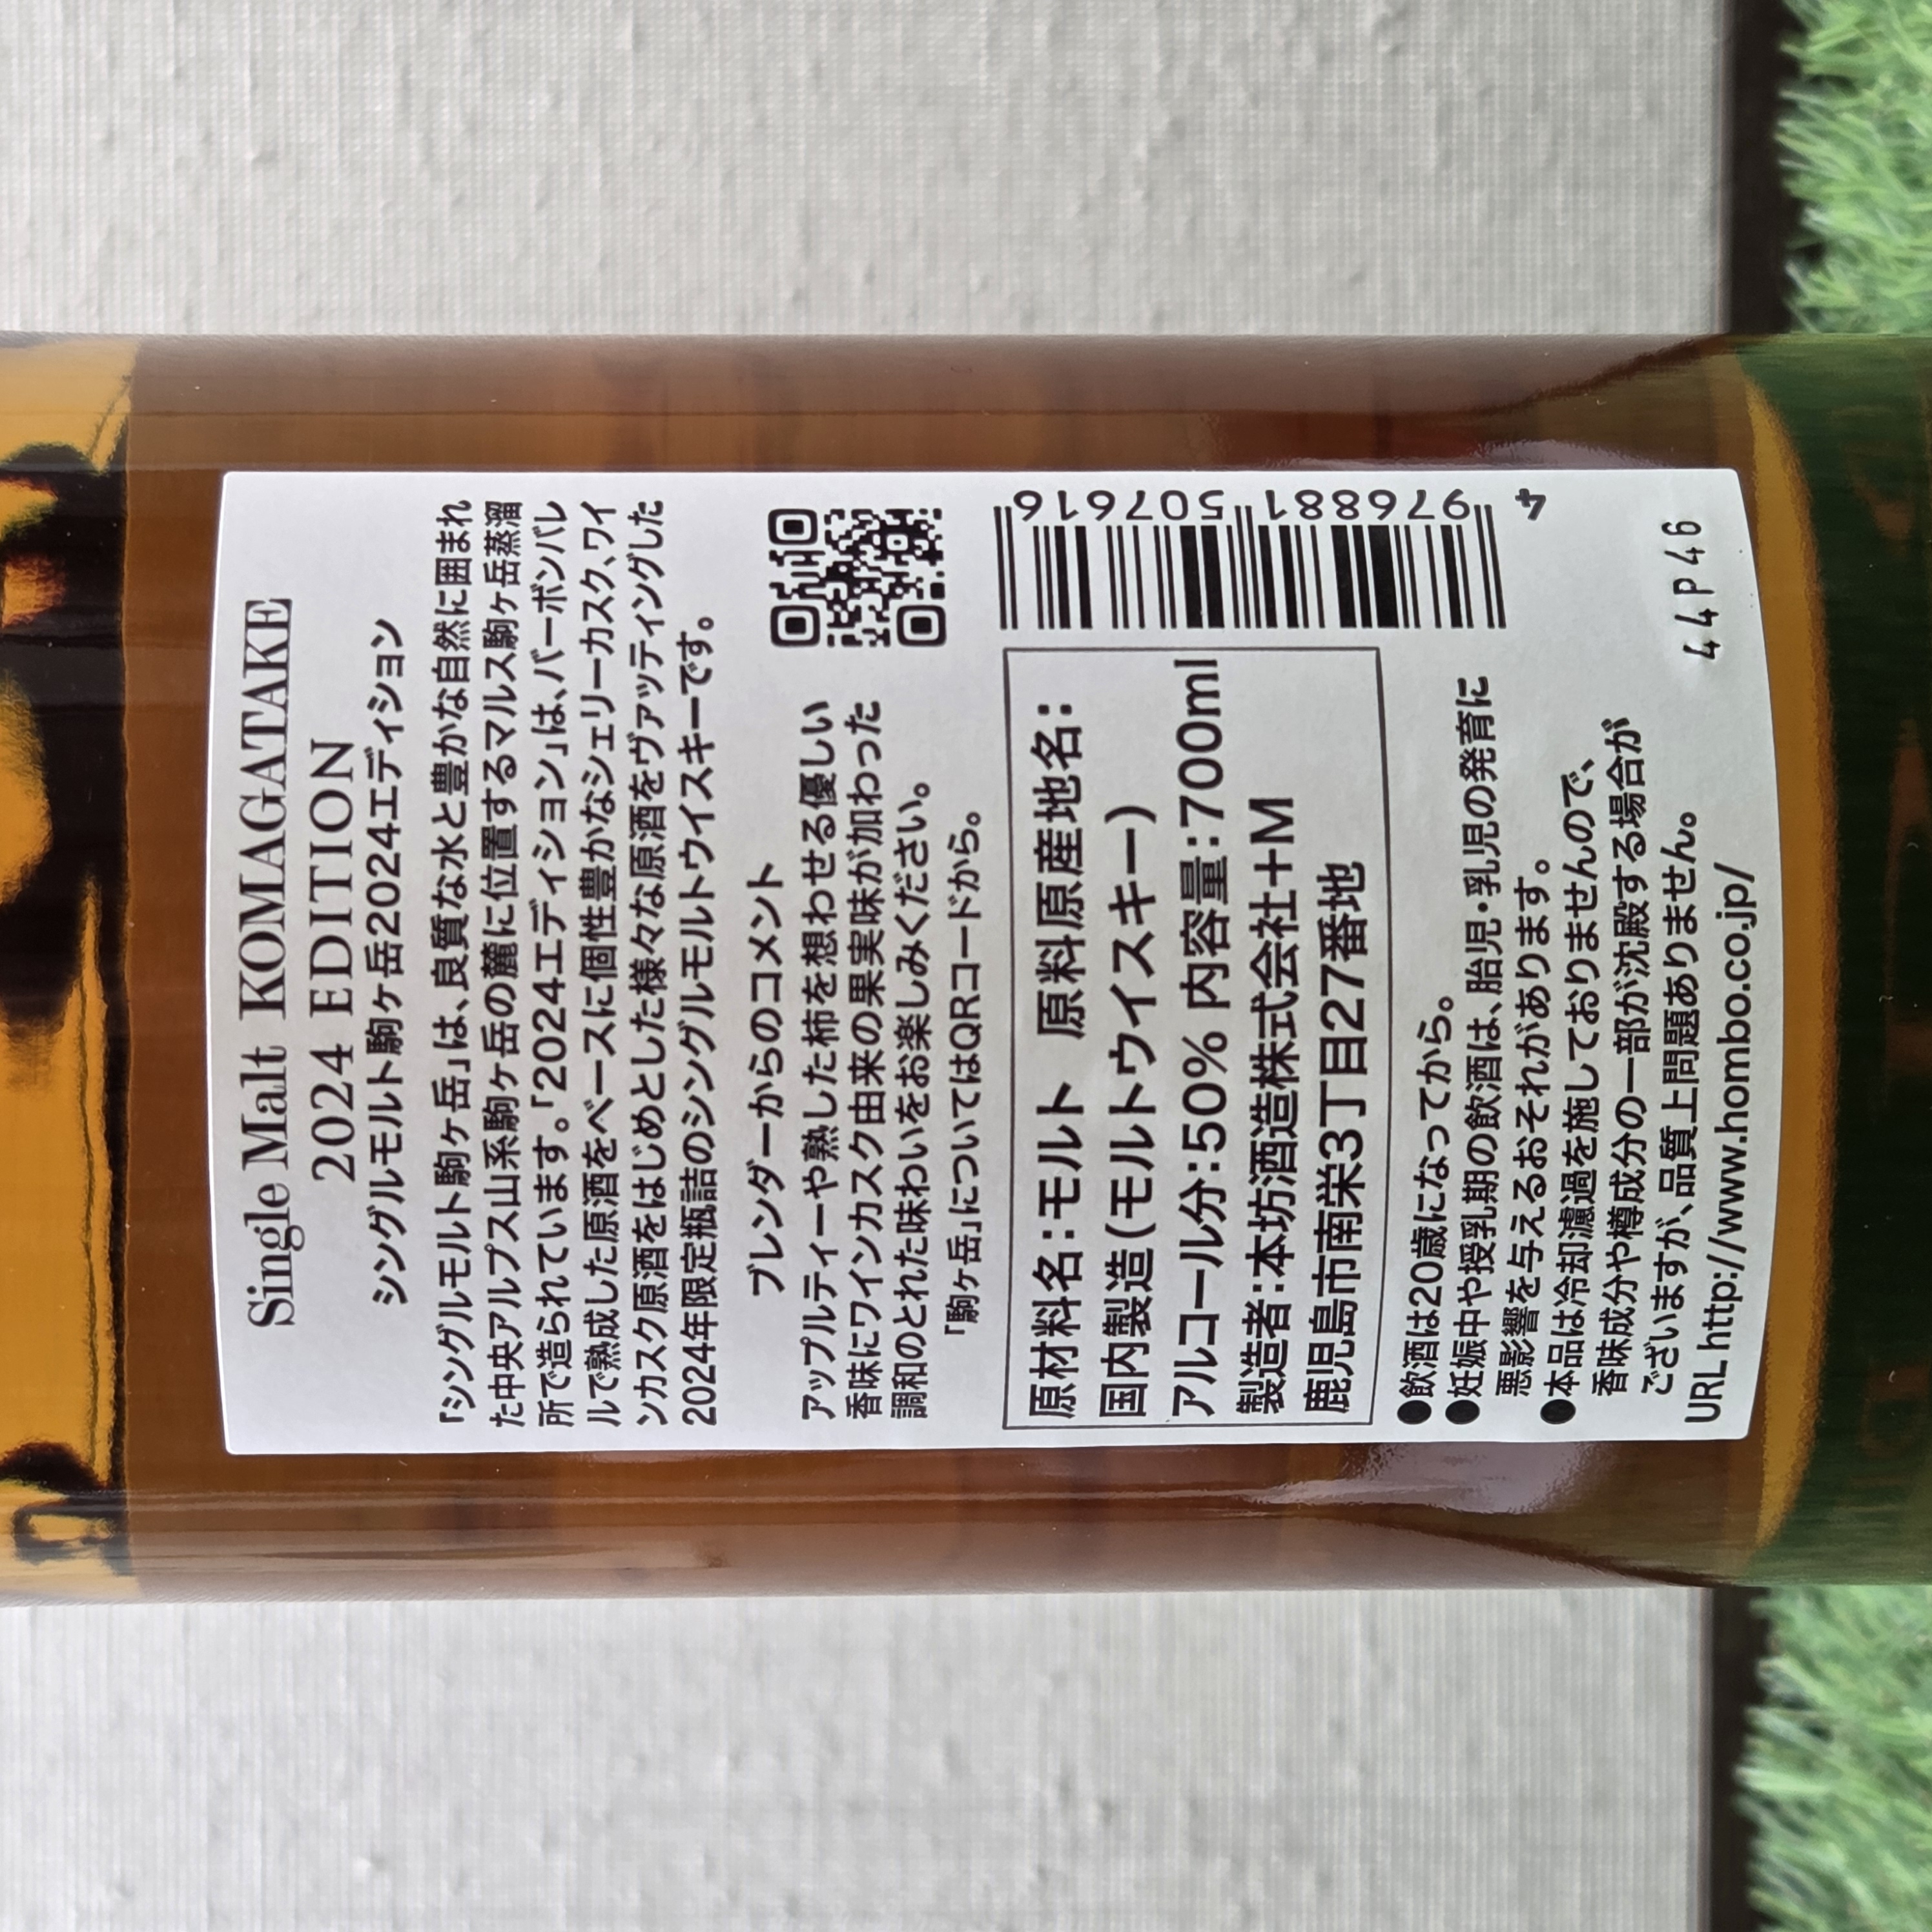 Single Malt KOMAGATAKE
2024 EDITION
シングルモルト駒ヶ岳2024エディション
「シングルモルト駒ヶ岳」は、良質な水と豊かな自然に囲まれ
た中央アルプス山系駒ヶ岳の麓に位置するマルス駒ヶ岳蒸溜
所で造られています。「2024エディション」は、バーボンバレ
ルで熟成した原酒をベースに個性豊かなシェリーカスク、ワイ
ンカスク原酒をはじめとした様々な原酒をヴァッティングした
2024年限定瓶詰のシングルモルトウイスキーです。
ブレンダーからのコメント
アップルティーや熟した柿を想わせる優しい
香味にワインカスク由来の果実味が加わった
調和のとれた味わいをお楽しみください。
「駒ヶ岳」についてはQRコードから。
原材料名:モルト 原料原産地名:
国内製造(モルトウイスキー)
アルコール分:50% 内容量:700ml
製造者:本坊酒造株式会社+M
鹿児島市南栄3丁目27番地
4 976881 507616
●飲酒は20歳になってから。
●妊娠中や授乳期の飲酒は、胎児・乳児の発育に
悪影響を与えるおそれがあります。
●本品は冷却濾過を施しておりませんので、
香味成分や樽成分の一部が沈殿する場合が
ございますが、品質上問題ありません。
URL http://www.hombo.co.jp/
44P46